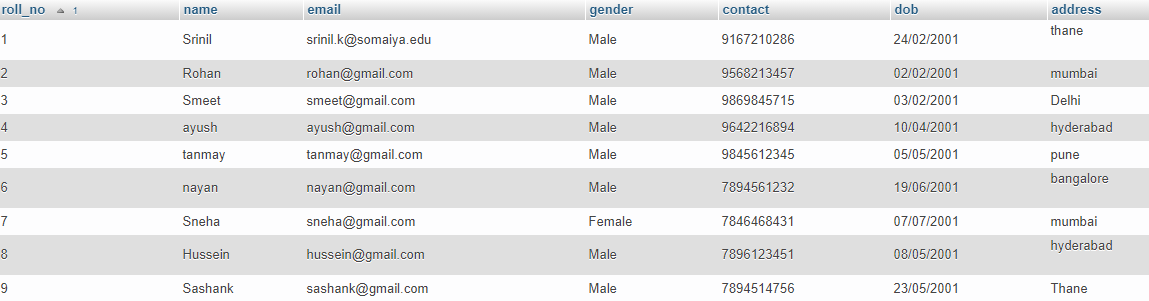 roll_no 1 name email gender contact dob address
1 Srinil srinil.k@somaiya.edu Male 9167210286 24/02/2001 thane
2 Rohan rohan@gmail.com Male 9568213457 02/02/2001 mumbai
3 Smeet smeet@gmail.com Male 9869845715 03/02/2001 Delhi
4 ayush ayush@gmail.com Male 9642216894 10/04/2001 hyderabad
5 tanmay tanmay@gmail.com Male 9845612345 05/05/2001 pune
6 nayan nayan@gmail.com Male 7894561232 19/06/2001 bangalore
7 Sneha sneha@gmail.com Female 7846468431 07/07/2001 mumbai
8 Hussein hussein@gmail.com Male 7896123451 08/05/2001 hyderabad
9 Sashank sashank@gmail.com Male 7894514756 23/05/2001 Thane